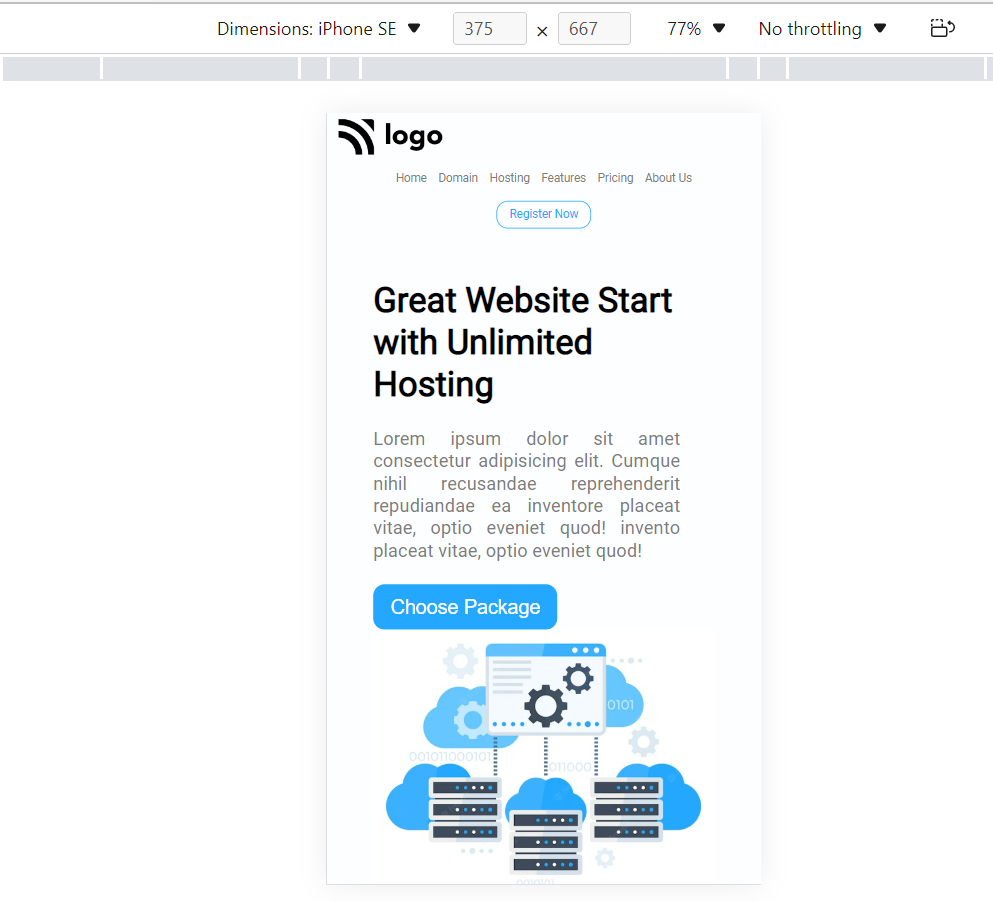 Dimensions: iPhone SE 375 × 667 77% No throttling
logo
Home Domain Hosting Features Pricing About Us
Register Now
Great Website Start
with Unlimited
Hosting
Lorem ipsum dolor sit amet
consectetur adipisicing elit. Cumque
nihil recusandae reprehenderit
repudiandae ea inventore placeat
vitae, optio eveniet quod! invento
placeat vitae, optio eveniet quod!
Choose Package
0101
001011000101
011000
0010101